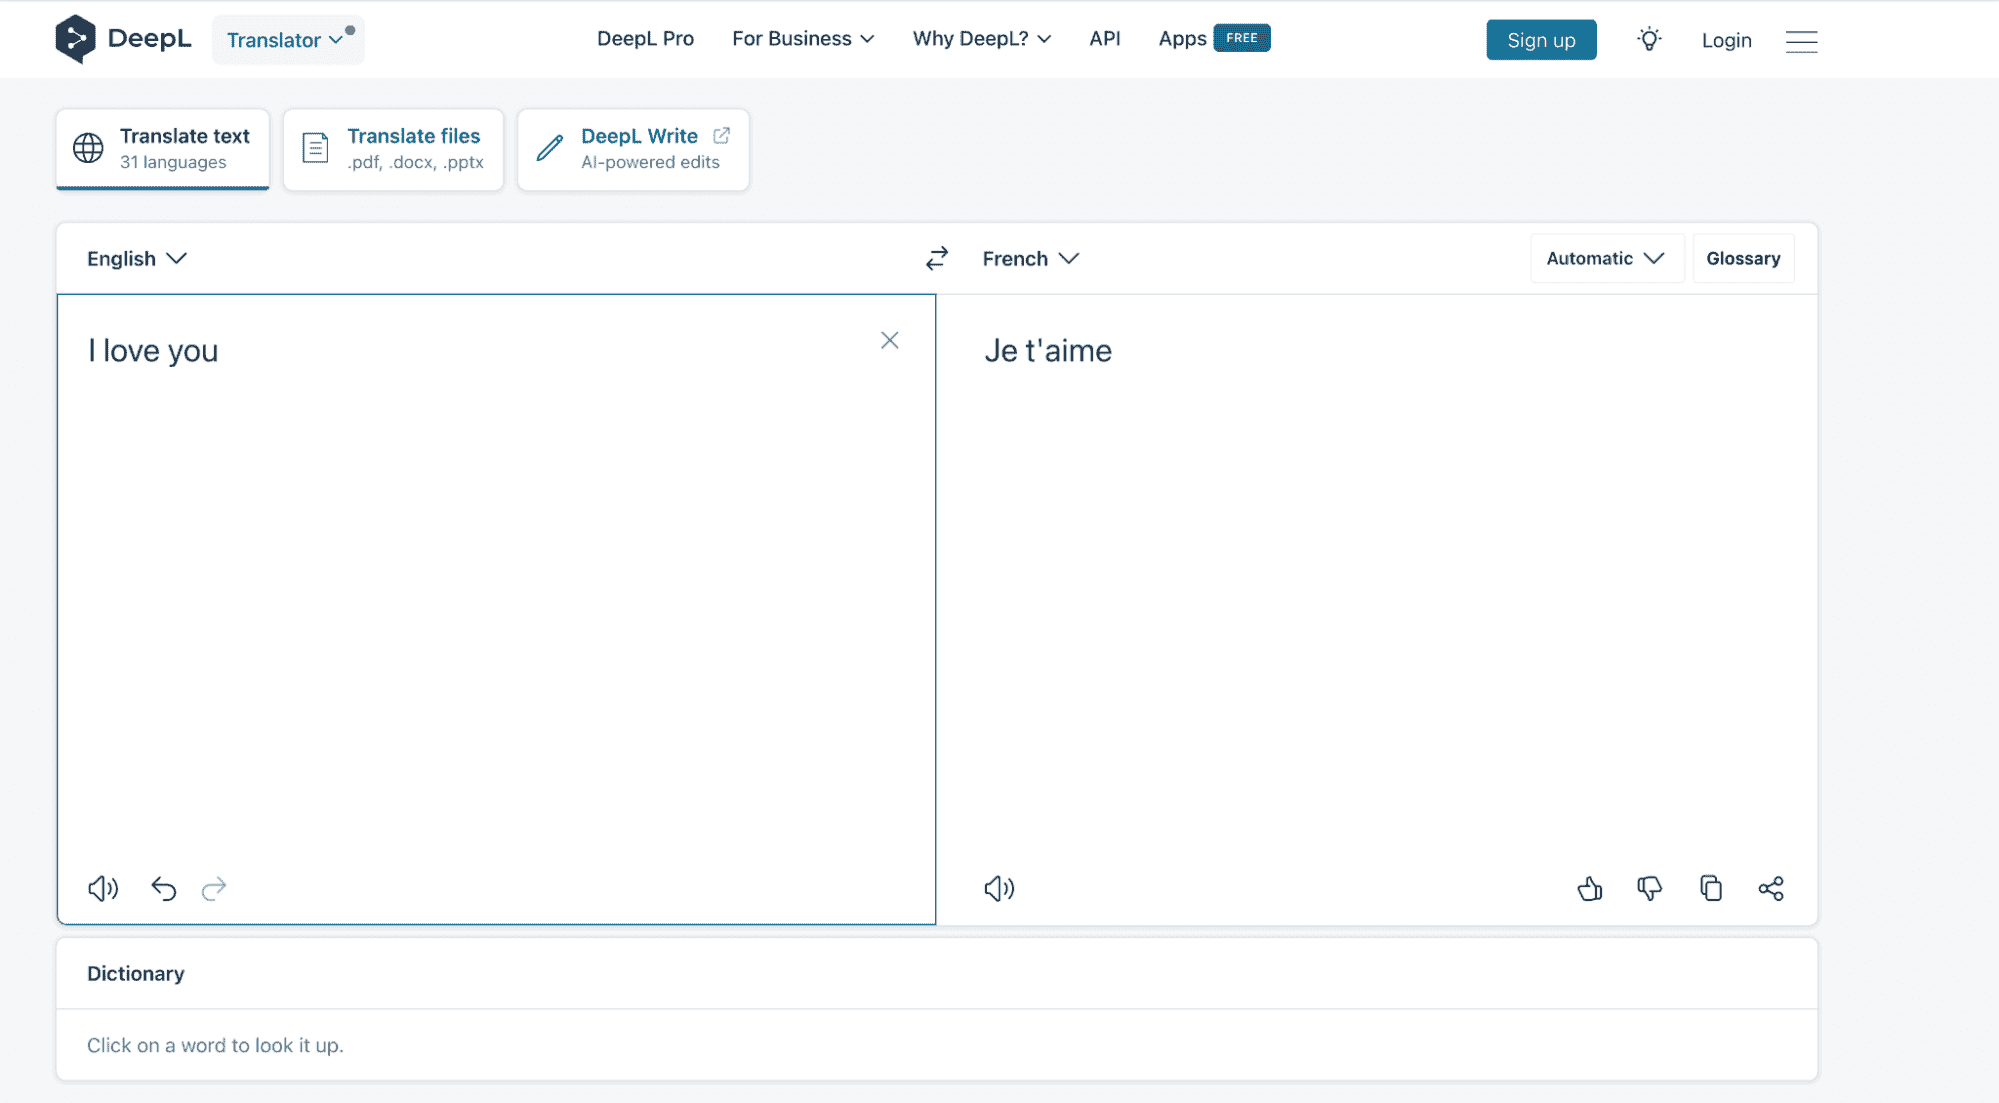 DeepL Translator DeepL Pro For Business Why DeepL? API Apps FREE Sign up Login
Translate text Translate files DeepL Write
31 languages .pdf, .docx, .pptx AI-powered edits
English French Automatic Glossary
I love you Je t'aime
Dictionary
Click on a word to look it up.